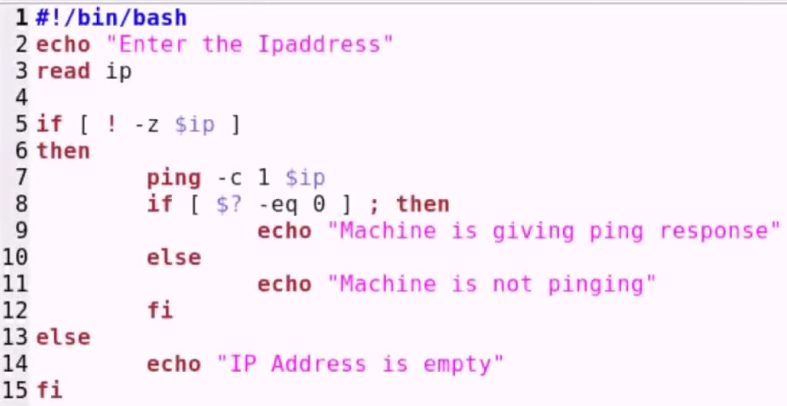 1 #!/bin/bash
2 echo "Enter the Ipaddress"
3 read ip
4
5 if [ ! -z $ip ]
6 then
7 ping -c 1 $ip
8 if [ $? -eq 0 ] ; then
9 echo "Machine is giving ping response"
10 else
11 echo "Machine is not pinging"
12 fi
13 else
14 echo "IP Address is empty"
15 fi